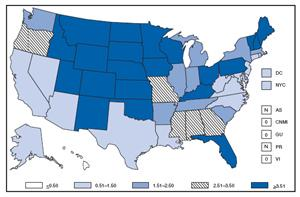 DC
NYC
N AS
0 CNMI
0 GU
N PR
0 VI
≤0.50 0.51–1.50 1.51–2.50 2.51–3.50 ≥3.51